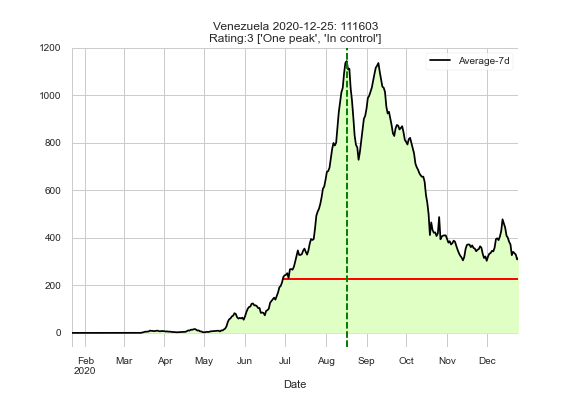 Venezuela 2020-12-25: 111603
Rating:3 ['One peak', 'In control']
Average-7d
1200
1000
800
600
400
200
0
Feb Mar Apr May Jun Jul Aug Sep Oct Nov Dec
2020
Date